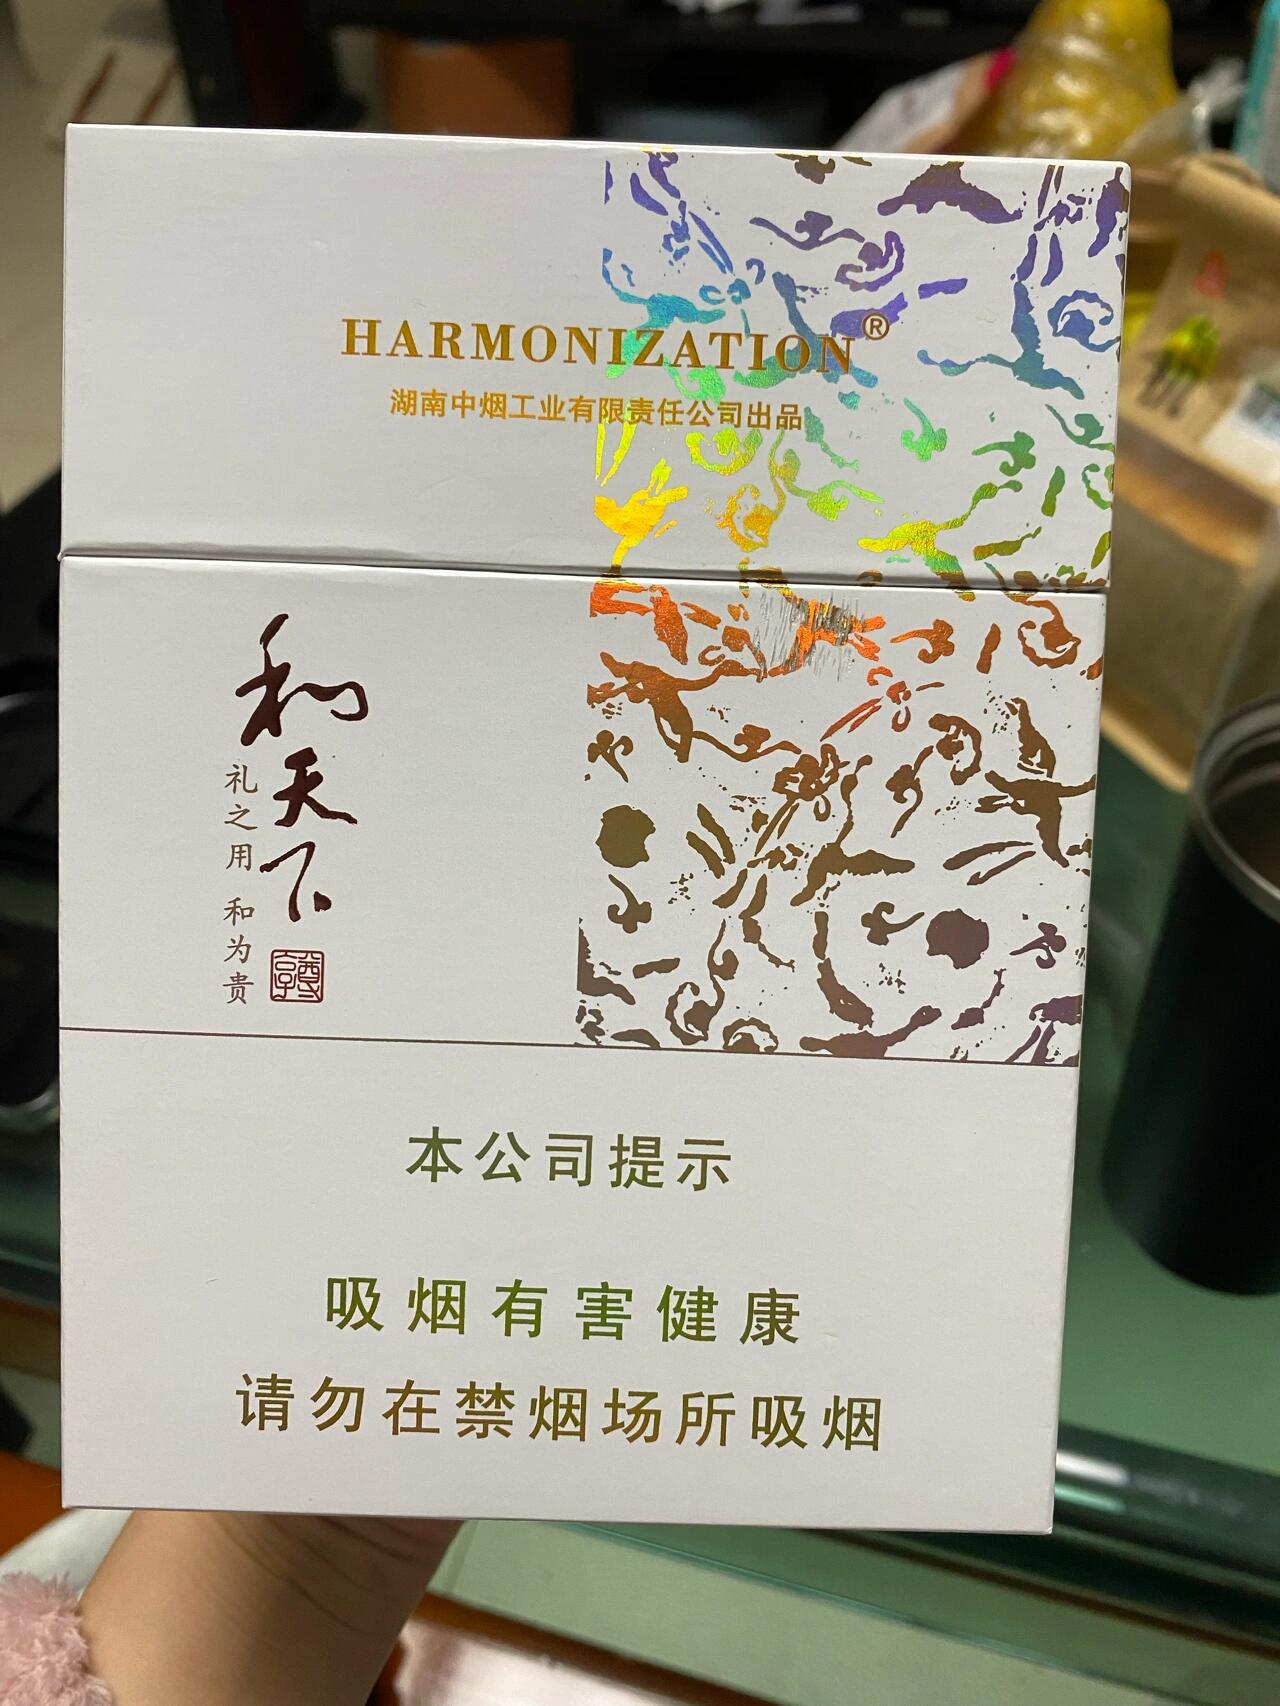 HARMONIZATION®
湖南中烟工业有限责任公司出品
和天下
礼之用 和为贵
尊享
本公司提示
吸烟有害健康
请勿在禁烟场所吸烟